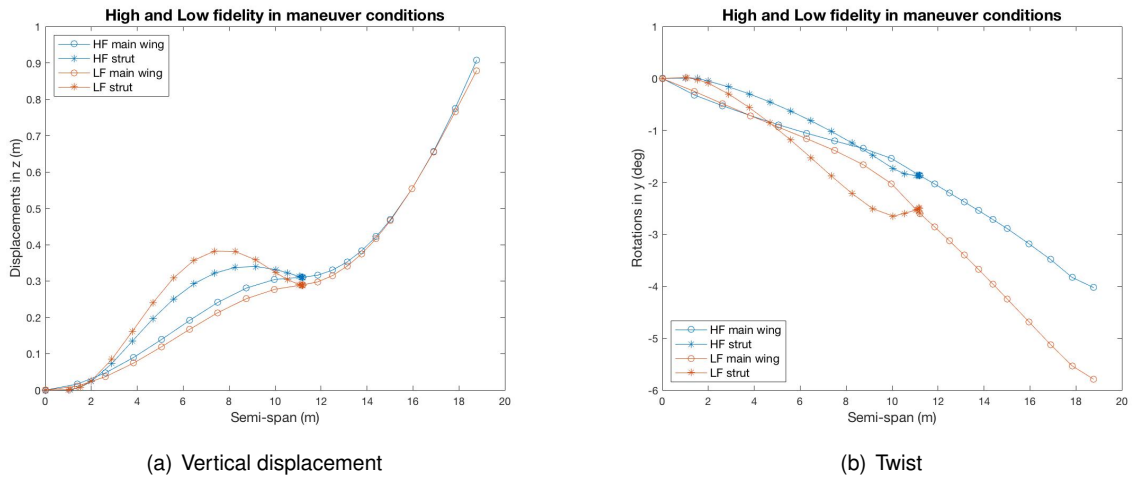 High and Low fidelity in maneuver conditions
HF main wing
HF strut
LF main wing
LF strut
1
0.9
0.8
0.7
0.6
0.5
0.4
0.3
0.2
0.1
0
Displacements in z (m)
0 2 4 6 8 10 12 14 16 18 20
Semi-span (m)
(a) Vertical displacement
High and Low fidelity in maneuver conditions
1
0
-1
-2
-3
-4
-5
-6
Rotations in y (deg)
HF main wing
HF strut
LF main wing
LF strut
0 2 4 6 8 10 12 14 16 18 20
Semi-span (m)
(b) Twist